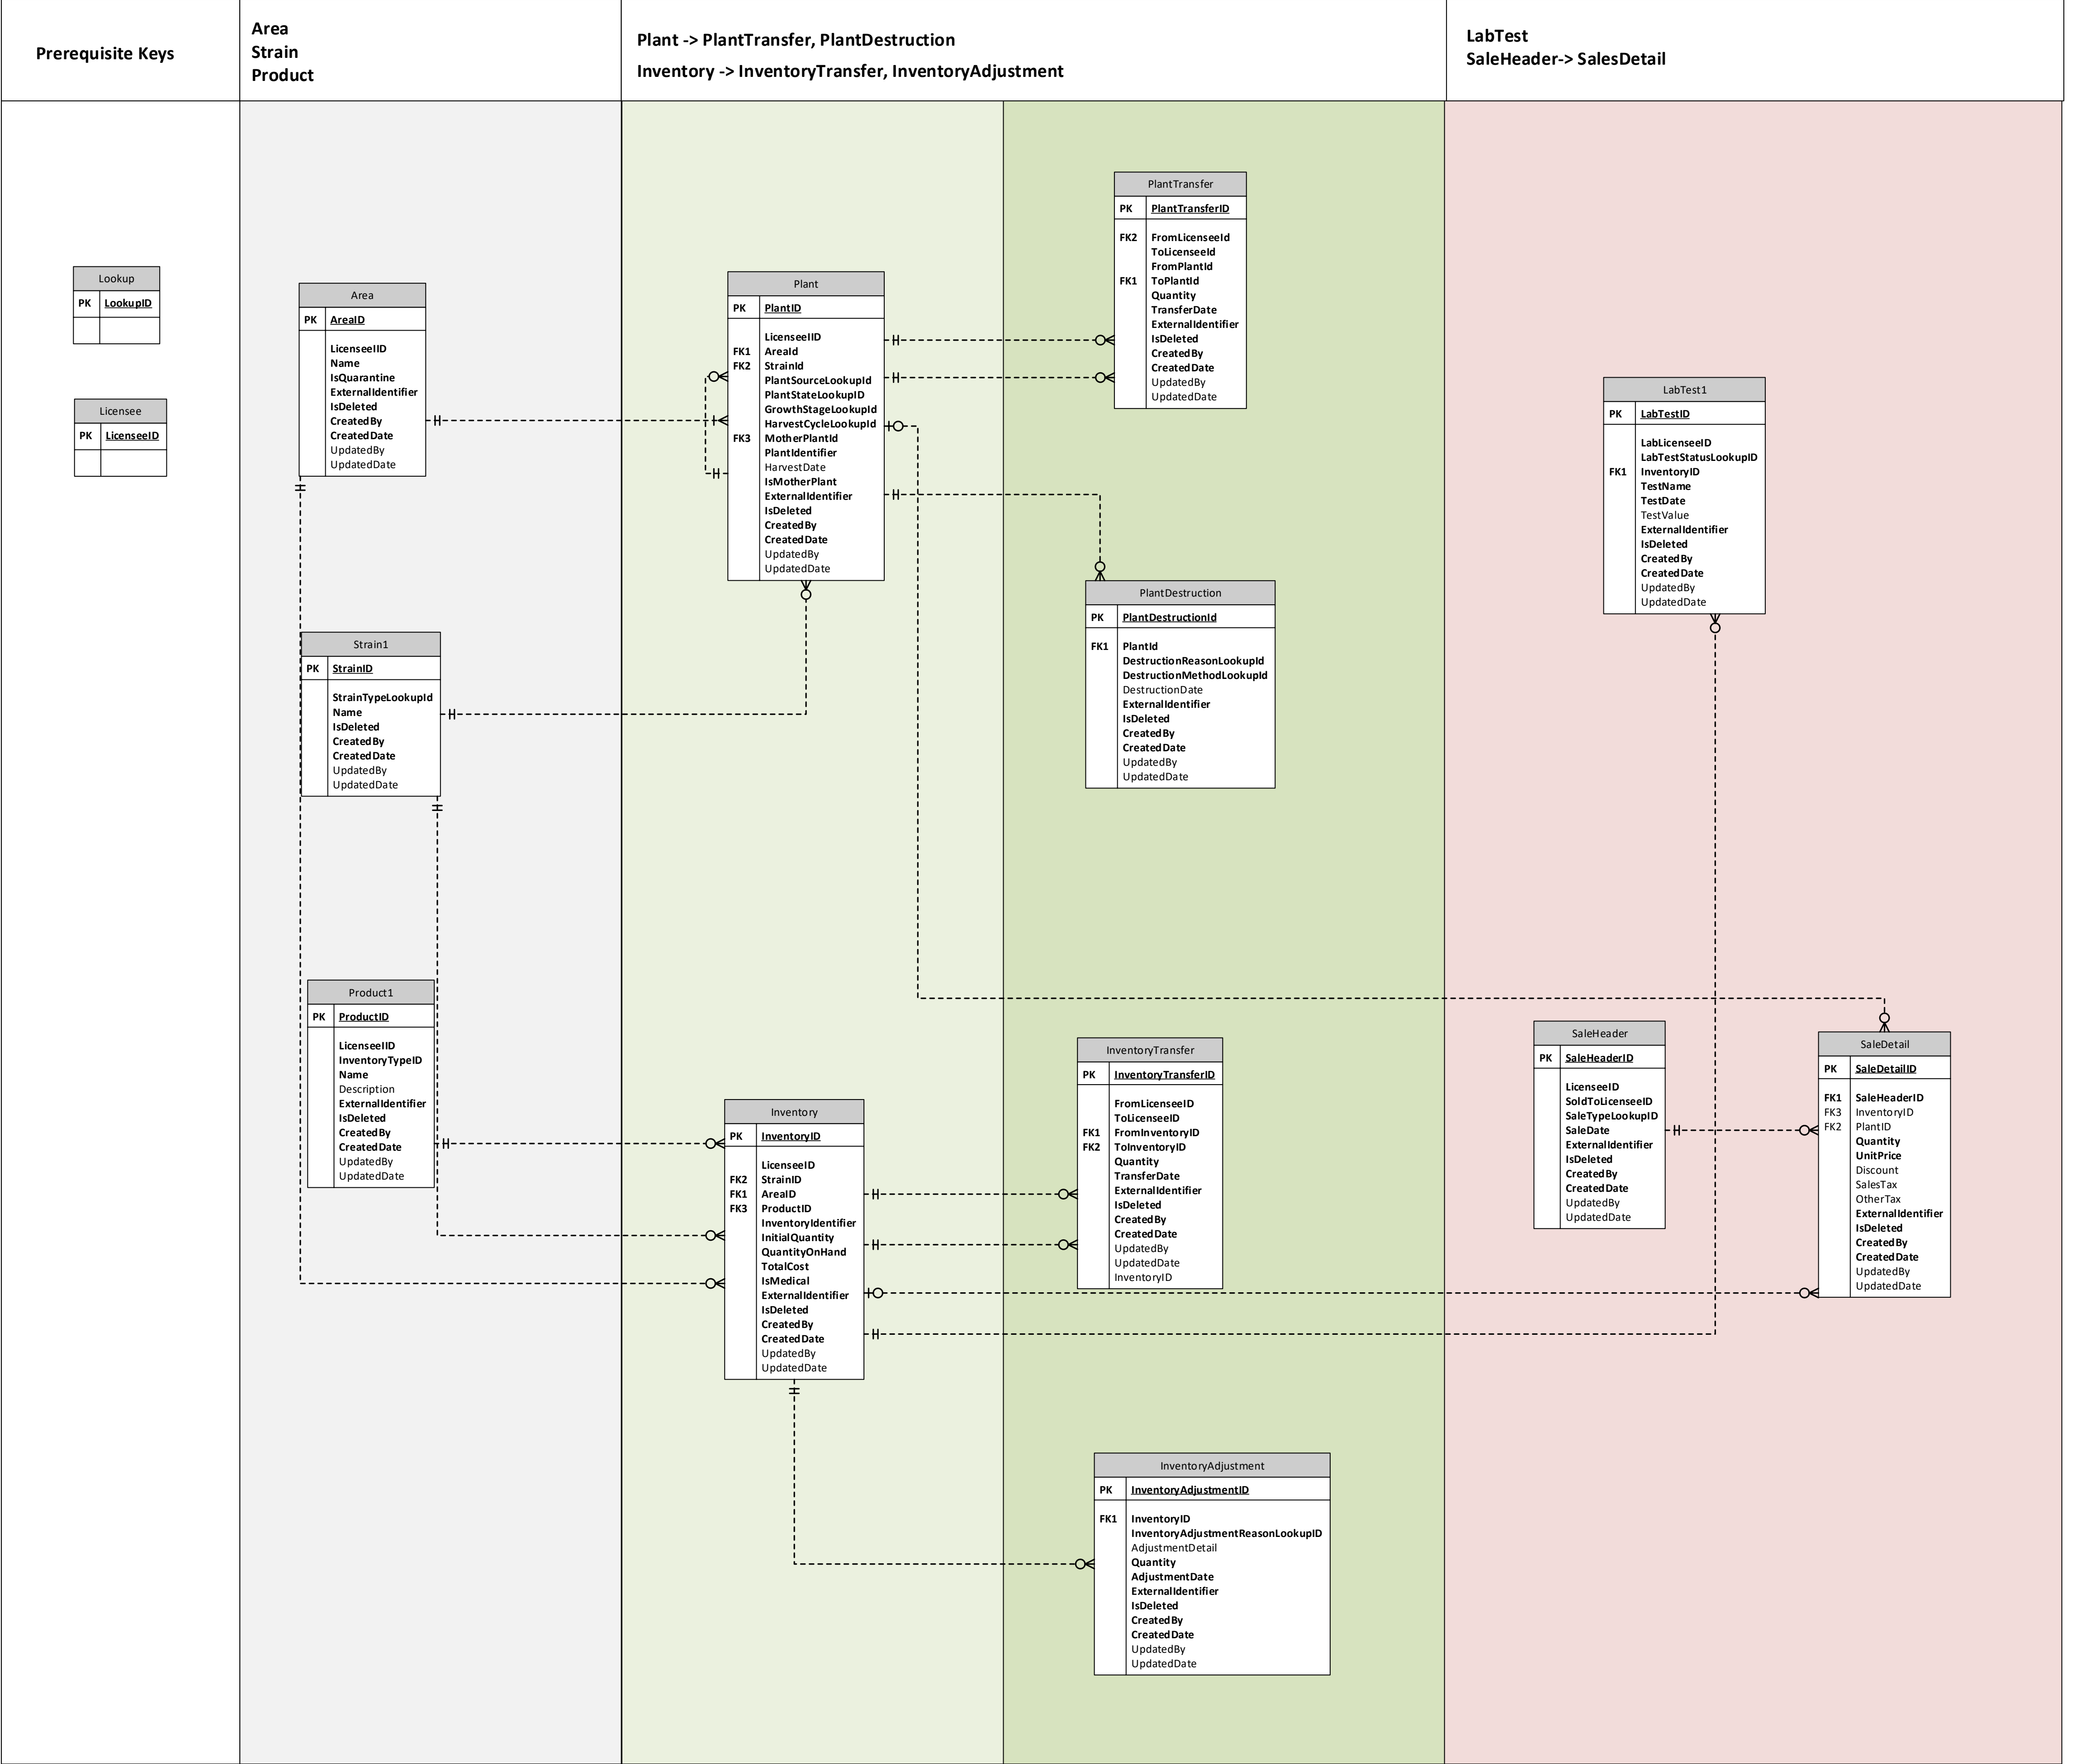 Prerequisite Keys
Area
Strain
Product
Plant -> PlantTransfer, PlantDestruction
Inventory -> InventoryTransfer, InventoryAdjustment
LabTest
SaleHeader-> SalesDetail
Lookup
PK LookupID
Licensee
PK LicenseeID
Area
PK AreaID
LicenseeIID
Name
IsQuarantine
ExternalIdentifier
IsDeleted
CreatedBy
CreatedDate
UpdatedBy
UpdatedDate
Strain1
PK StrainID
StrainTypeLookupId
Name
IsDeleted
CreatedBy
CreatedDate
UpdatedBy
UpdatedDate
Product1
PK ProductID
LicenseeIID
InventoryTypeID
Name
Description
ExternalIdentifier
IsDeleted
CreatedBy
CreatedDate
UpdatedBy
UpdatedDate
Plant
PK PlantID
LicenseeIID
FK1 AreaId
FK2 StrainId
PlantSourceLookupId
PlantStateLookupID
GrowthStageLookupId
HarvestCycleLookupId
FK3 MotherPlantId
PlantIdentifier
HarvestDate
IsMotherPlant
ExternalIdentifier
IsDeleted
CreatedBy
CreatedDate
UpdatedBy
UpdatedDate
Inventory
PK InventoryID
LicenseeID
FK2 StrainID
FK1 AreaID
FK3 ProductID
InventoryIdentifier
InitialQuantity
QuantityOnHand
TotalCost
IsMedical
ExternalIdentifier
IsDeleted
CreatedBy
CreatedDate
UpdatedBy
UpdatedDate
PlantTransfer
PK PlantTransferID
FK2 FromLicenseeId
ToLicenseeId
FromPlantId
FK1 ToPlantId
Quantity
TransferDate
ExternalIdentifier
IsDeleted
CreatedBy
CreatedDate
UpdatedBy
UpdatedDate
PlantDestruction
PK PlantDestructionId
FK1 PlantId
DestructionReasonLookupId
DestructionMethodLookupId
DestructionDate
ExternalIdentifier
IsDeleted
CreatedBy
CreatedDate
UpdatedBy
UpdatedDate
InventoryTransfer
PK InventoryTransferID
FromLicenseeID
ToLicenseeID
FK1 FromInventoryID
FK2 ToInventoryID
Quantity
TransferDate
ExternalIdentifier
IsDeleted
CreatedBy
CreatedDate
UpdatedBy
UpdatedDate
InventoryID
InventoryAdjustment
PK InventoryAdjustmentID
FK1 InventoryID
InventoryAdjustmentReasonLookupID
AdjustmentDetail
Quantity
AdjustmentDate
ExternalIdentifier
IsDeleted
CreatedBy
CreatedDate
UpdatedBy
UpdatedDate
LabTest1
PK LabTestID
LabLicenseeID
LabTestStatusLookupID
FK1 InventoryID
TestName
TestDate
TestValue
ExternalIdentifier
IsDeleted
CreatedBy
CreatedDate
UpdatedBy
UpdatedDate
SaleHeader
PK SaleHeaderID
LicenseeID
SoldToLicenseeID
SaleTypeLookupID
SaleDate
ExternalIdentifier
IsDeleted
CreatedBy
CreatedDate
UpdatedBy
UpdatedDate
SaleDetail
PK SaleDetailID
FK1 SaleHeaderID
FK3 InventoryID
FK2 PlantID
Quantity
UnitPrice
Discount
SalesTax
OtherTax
ExternalIdentifier
IsDeleted
CreatedBy
CreatedDate
UpdatedBy
UpdatedDate